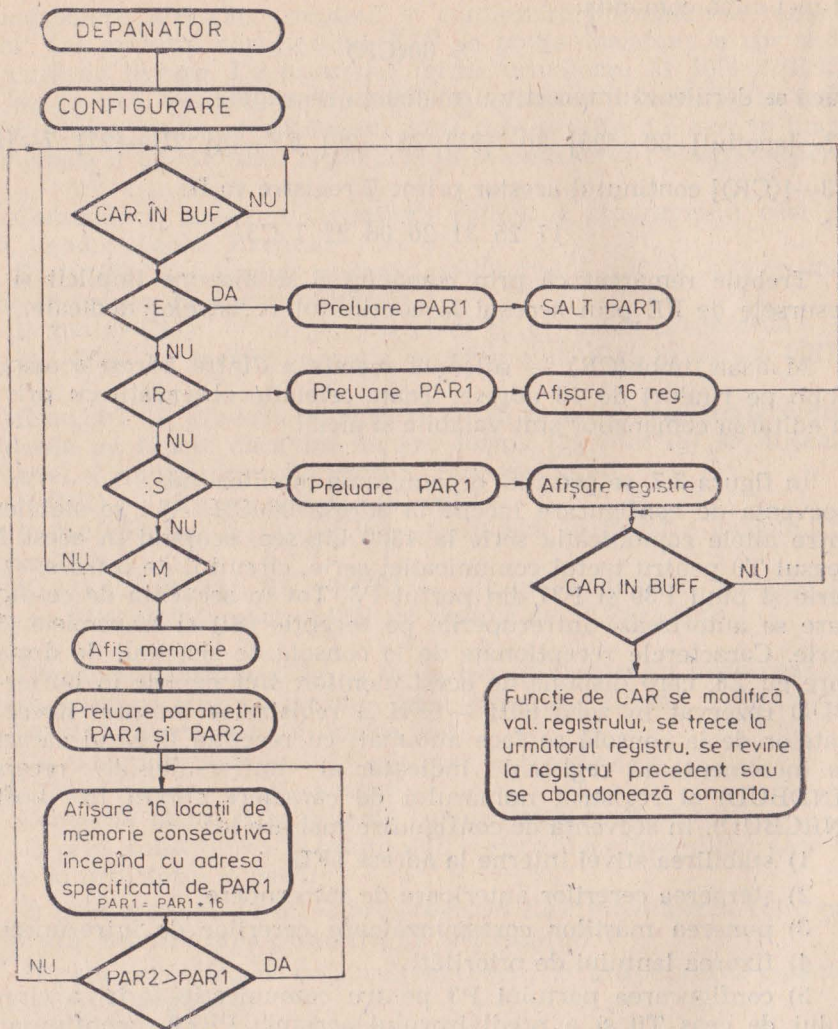 DEPANATOR
CONFIGURARE
CAR. ÎN BUF
NU
:E
DA
Preluare PAR1
SALT PAR1
NU
:R
Preluare PAR1
Afișare 16 reg
NU
:S
Preluare PAR1
Afișare registre
NU
NU
:M
CAR. IN BUFF
NU
Afiș memorie
Preluare parametrii
PAR1 și PAR2
Funcție de CAR se modifică
val. registrului, se trece la
următorul registru, se revine
la registrul precedent sau
se abandonează comanda.
Afișare 16 locații de
memorie consecutivă
începînd cu adresa
specificată de PAR1
PAR1 = PAR1 + 16
NU
PAR2>PAR1
DA